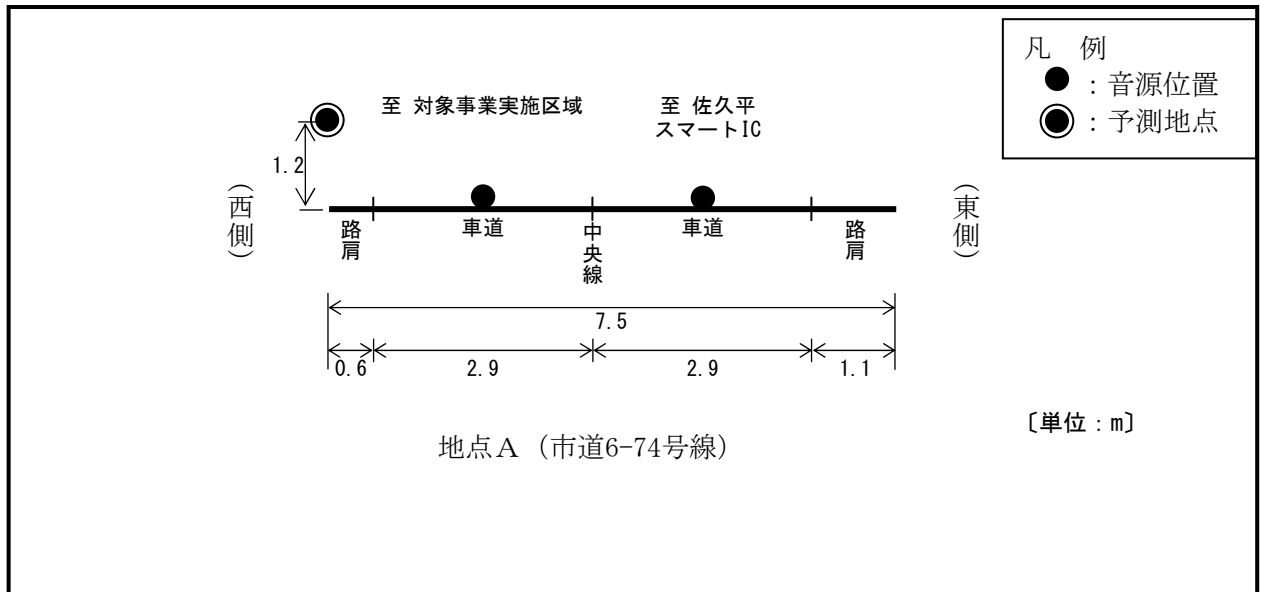 凡　例
● ：音源位置
◉ ：予測地点
至 対象事業実施区域
至 佐久平
スマートIC
1.2
（西側）
（東側）
路肩
車道
中央線
車道
路肩
7.5
0.6
2.9
2.9
1.1
〔単位：m〕
地点Ａ（市道6-74号線）